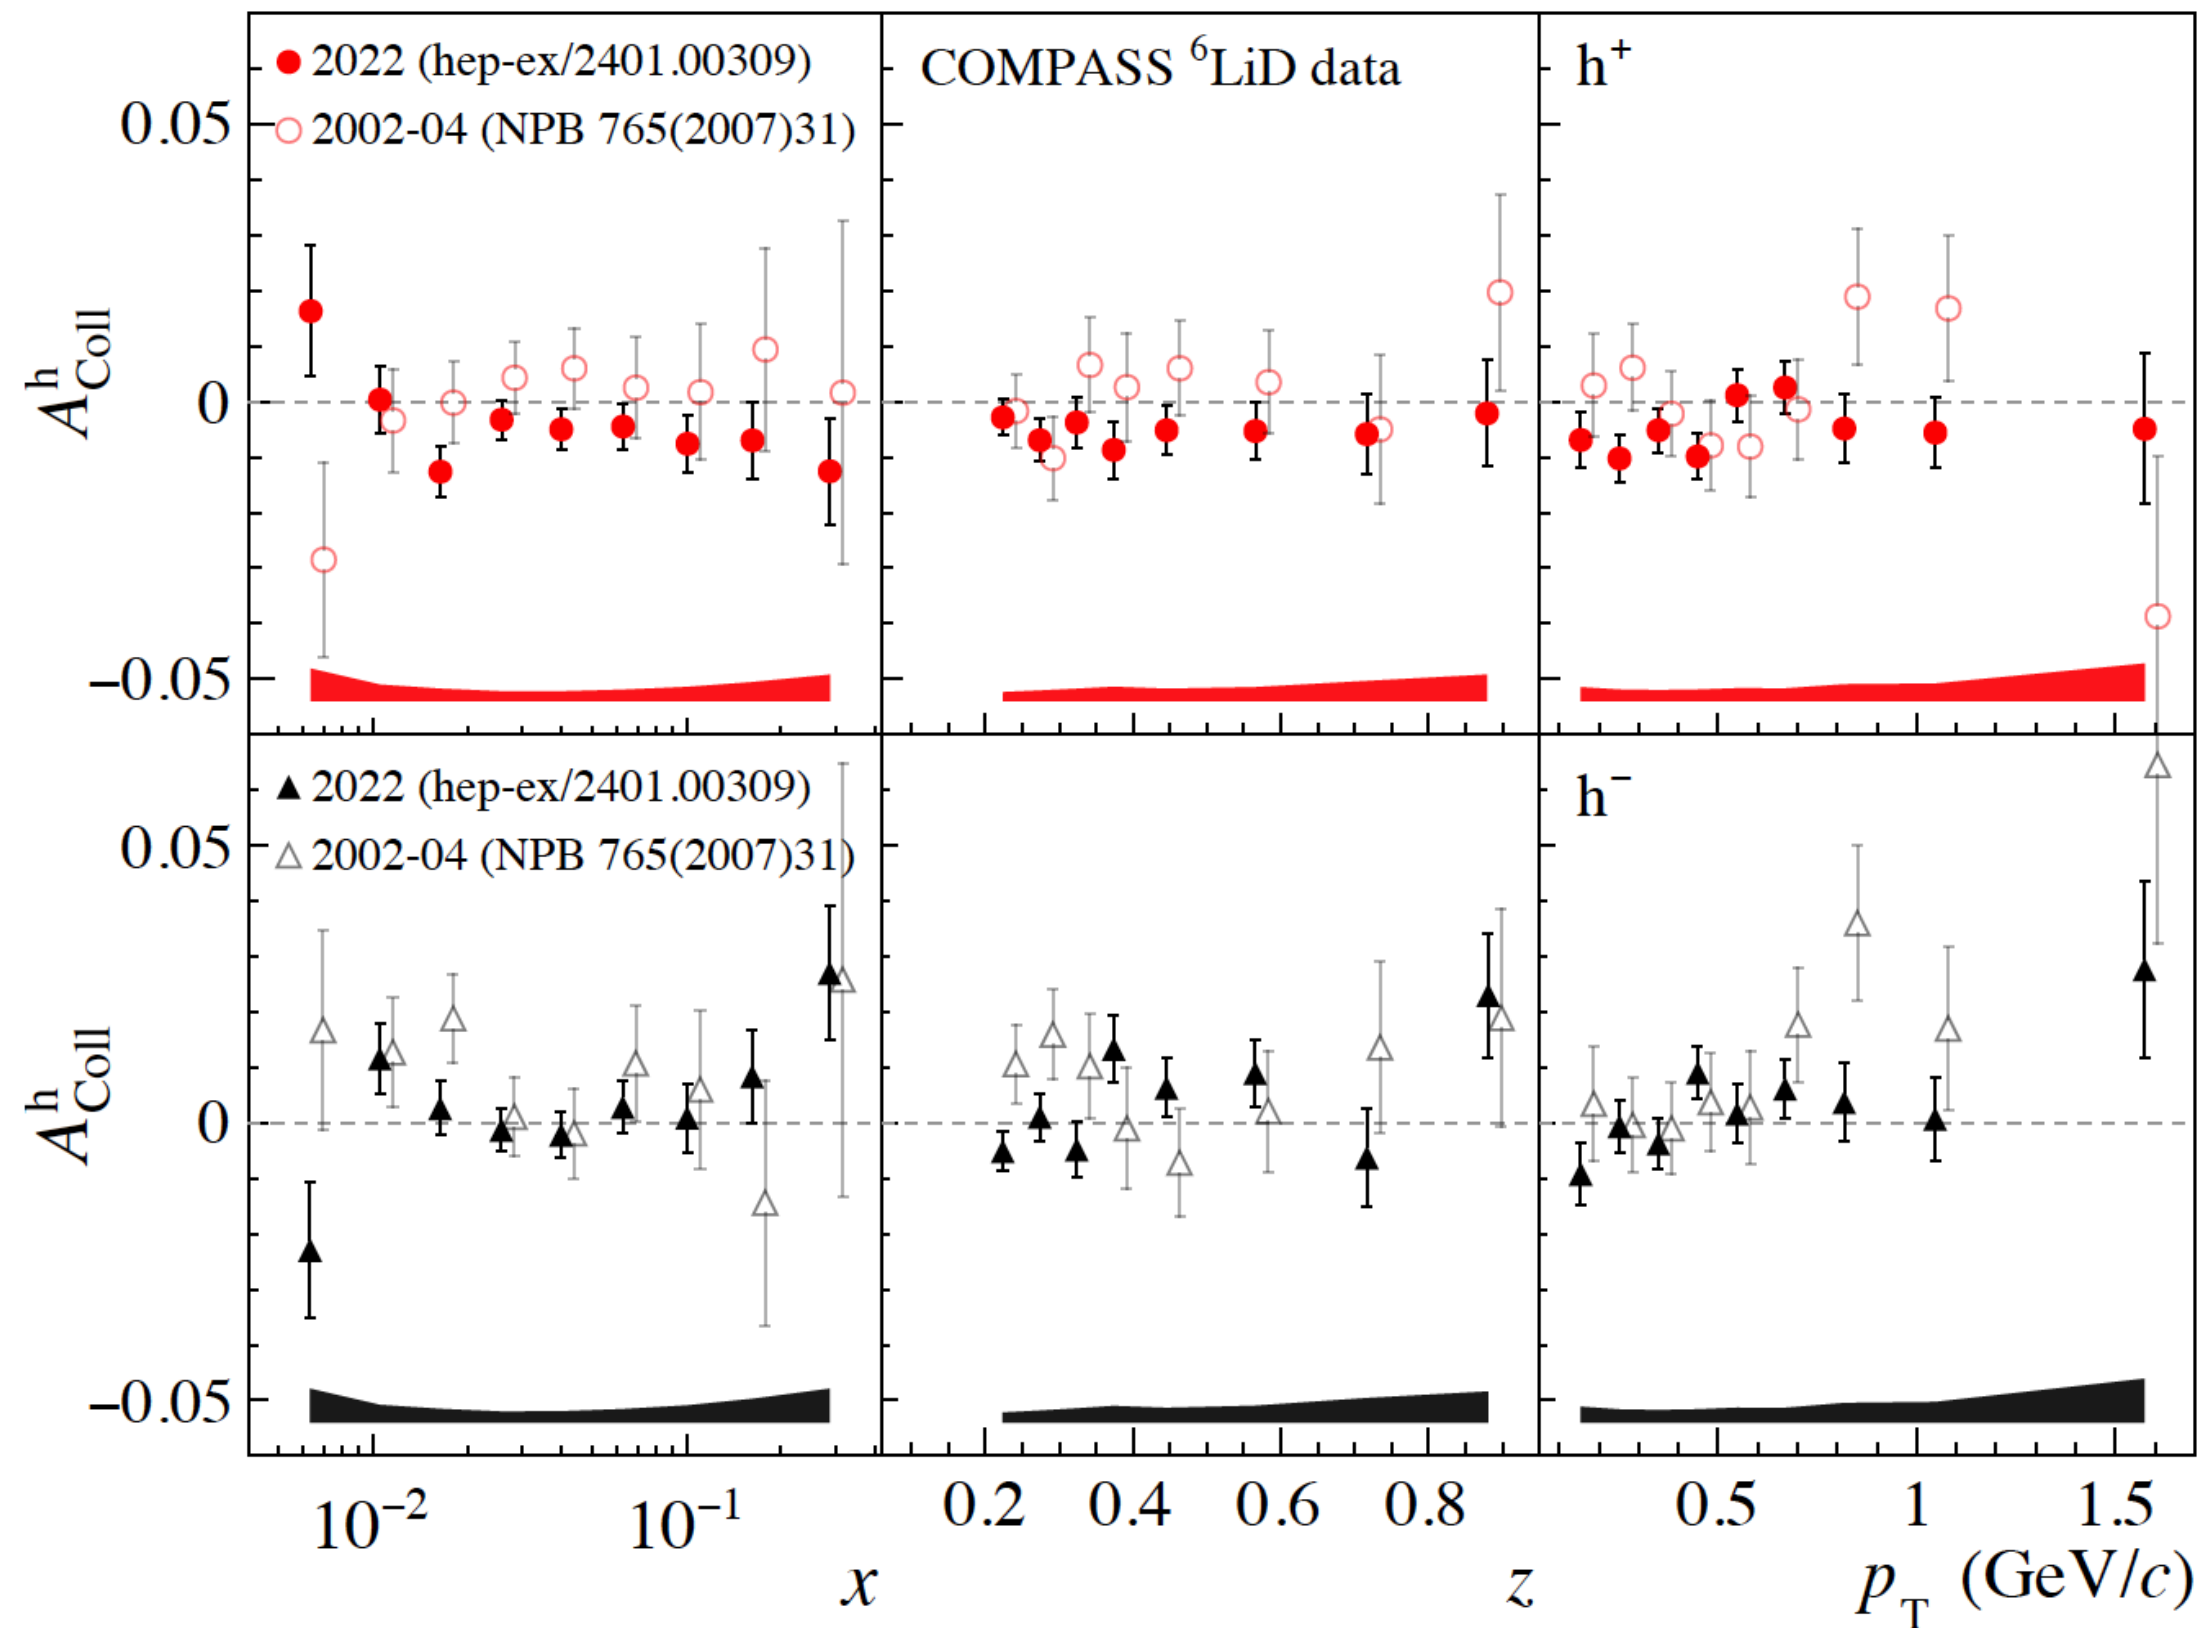 2022 (hep-ex/2401.00309)
2002-04 (NPB 765(2007)31)
COMPASS ⁶LiD data
h⁺
0.05
0
−0.05
A^h_Coll
2022 (hep-ex/2401.00309)
2002-04 (NPB 765(2007)31)
h⁻
0.05
0
−0.05
A^h_Coll
10⁻² 10⁻¹
0.2 0.4 0.6 0.8
0.5 1 1.5
x
z
p_T (GeV/c)